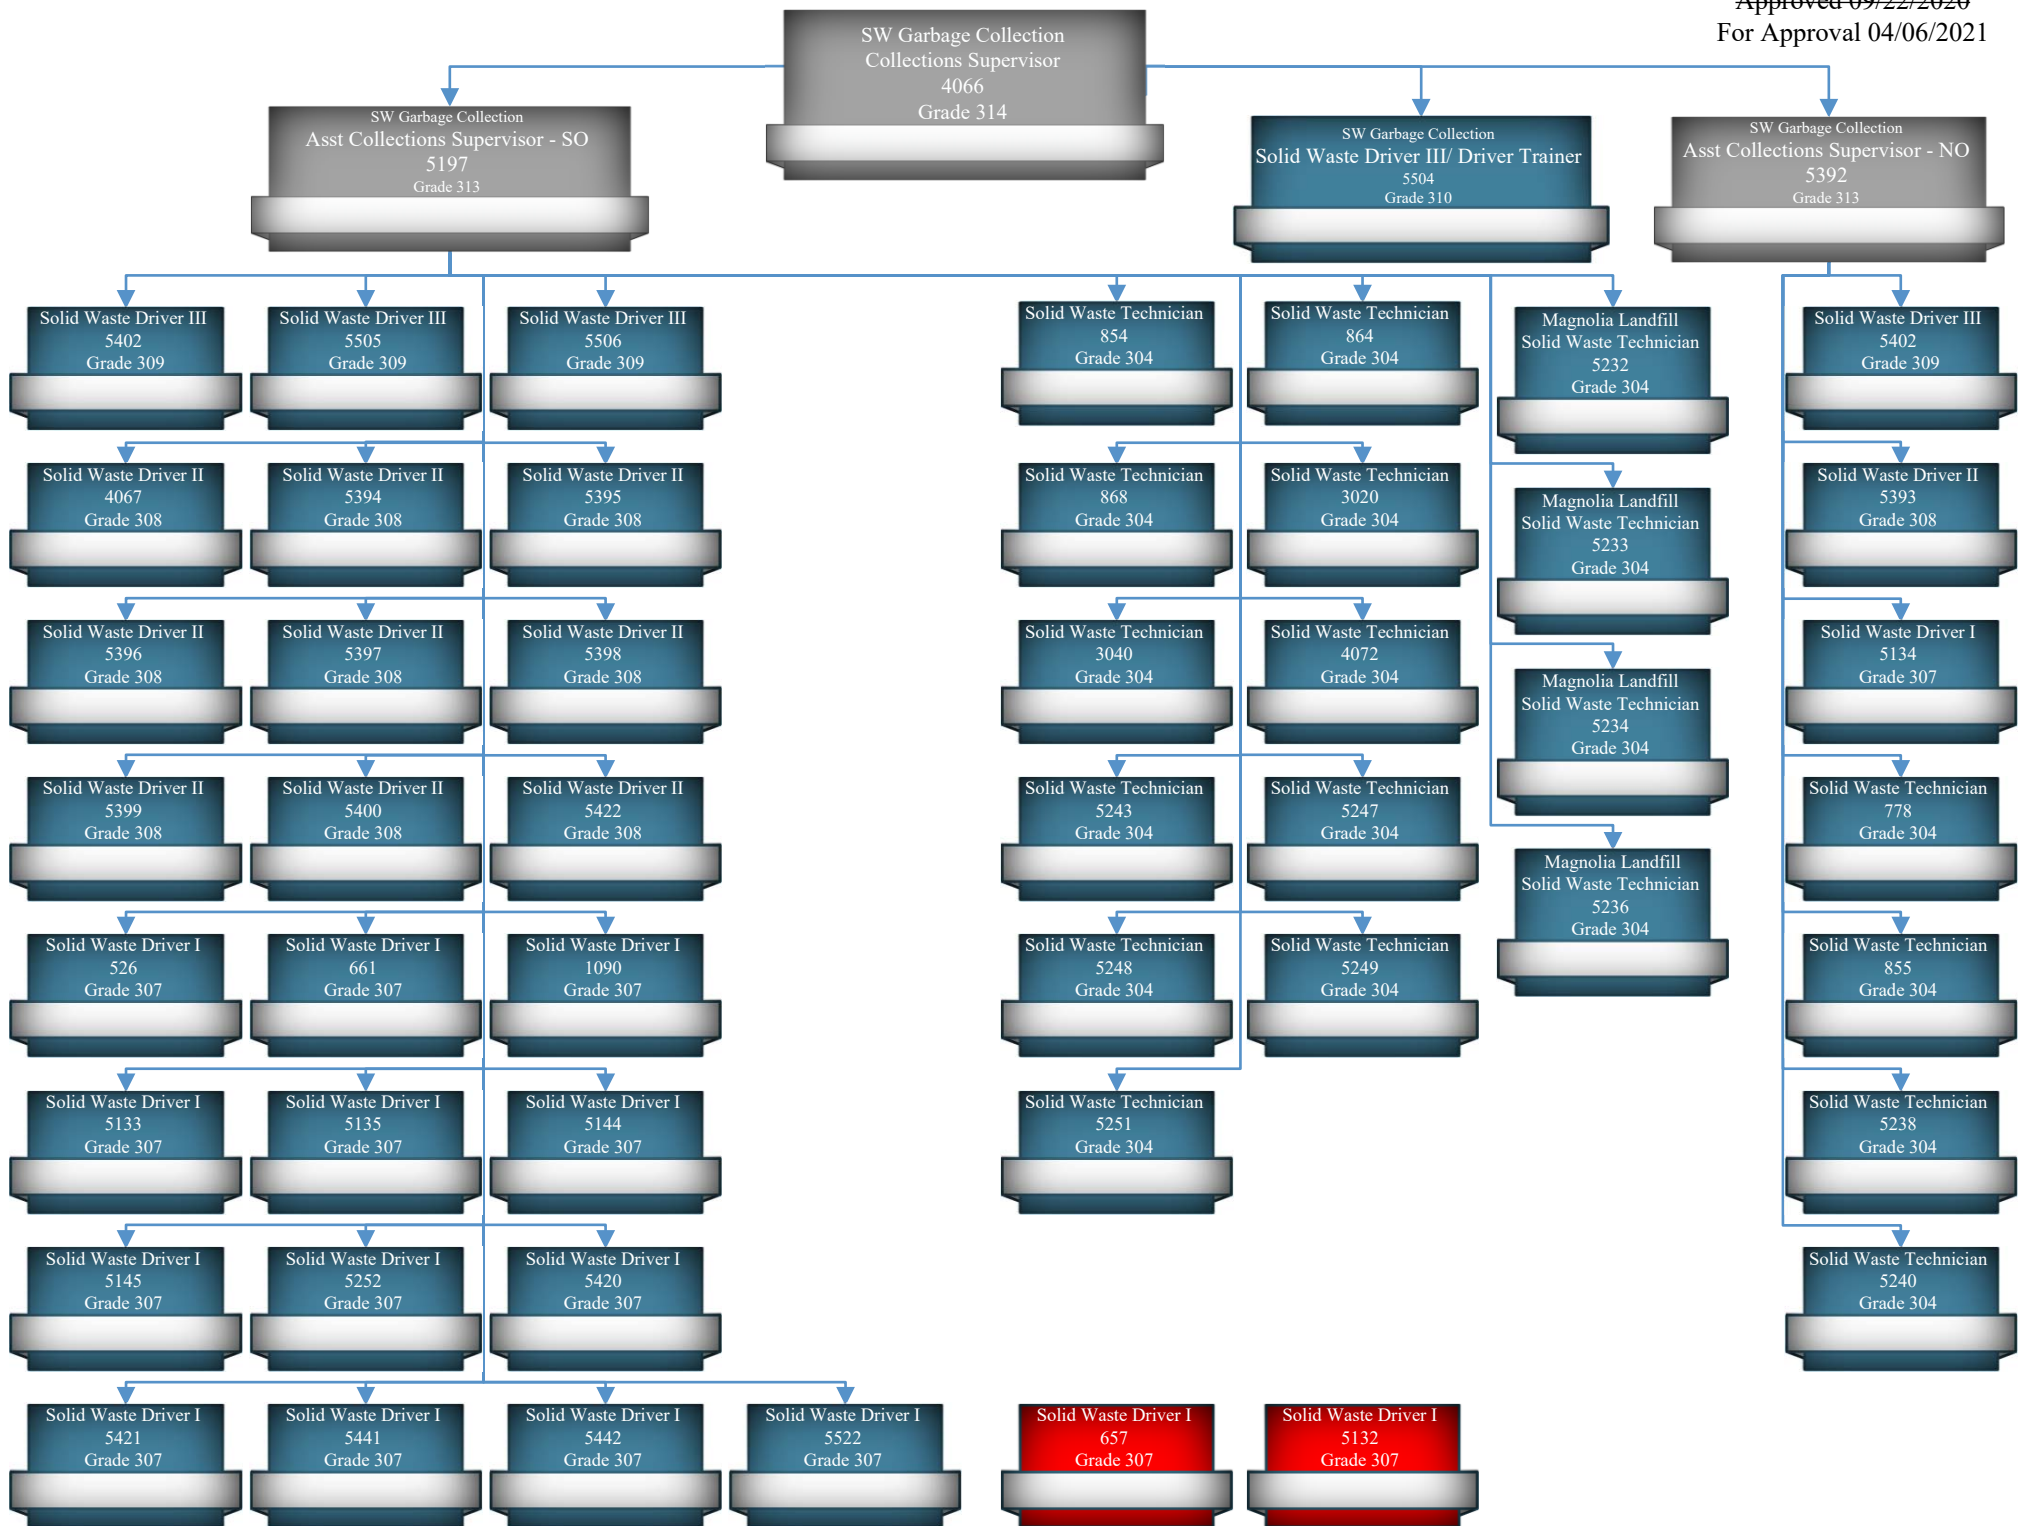 Approved 09/22/2020
For Approval 04/06/2021
SW Garbage Collection
Collections Supervisor
4066
Grade 314
SW Garbage Collection
Asst Collections Supervisor - SO
5197
Grade 313
SW Garbage Collection
Solid Waste Driver III/ Driver Trainer
5504
Grade 310
SW Garbage Collection
Asst Collections Supervisor - NO
5392
Grade 313
Solid Waste Driver III
5402
Grade 309
Solid Waste Driver III
5505
Grade 309
Solid Waste Driver III
5506
Grade 309
Solid Waste Driver II
4067
Grade 308
Solid Waste Driver II
5394
Grade 308
Solid Waste Driver II
5395
Grade 308
Solid Waste Driver II
5396
Grade 308
Solid Waste Driver II
5397
Grade 308
Solid Waste Driver II
5398
Grade 308
Solid Waste Driver II
5399
Grade 308
Solid Waste Driver II
5400
Grade 308
Solid Waste Driver II
5422
Grade 308
Solid Waste Driver I
526
Grade 307
Solid Waste Driver I
661
Grade 307
Solid Waste Driver I
1090
Grade 307
Solid Waste Driver I
5133
Grade 307
Solid Waste Driver I
5135
Grade 307
Solid Waste Driver I
5144
Grade 307
Solid Waste Driver I
5145
Grade 307
Solid Waste Driver I
5252
Grade 307
Solid Waste Driver I
5420
Grade 307
Solid Waste Driver I
5421
Grade 307
Solid Waste Driver I
5441
Grade 307
Solid Waste Driver I
5442
Grade 307
Solid Waste Driver I
5522
Grade 307
Solid Waste Technician
854
Grade 304
Solid Waste Technician
864
Grade 304
Solid Waste Technician
868
Grade 304
Solid Waste Technician
3020
Grade 304
Solid Waste Technician
3040
Grade 304
Solid Waste Technician
4072
Grade 304
Solid Waste Technician
5243
Grade 304
Solid Waste Technician
5247
Grade 304
Solid Waste Technician
5248
Grade 304
Solid Waste Technician
5249
Grade 304
Solid Waste Technician
5251
Grade 304
Solid Waste Driver I
657
Grade 307
Solid Waste Driver I
5132
Grade 307
Magnolia Landfill
Solid Waste Technician
5232
Grade 304
Magnolia Landfill
Solid Waste Technician
5233
Grade 304
Magnolia Landfill
Solid Waste Technician
5234
Grade 304
Magnolia Landfill
Solid Waste Technician
5236
Grade 304
Solid Waste Driver III
5402
Grade 309
Solid Waste Driver II
5393
Grade 308
Solid Waste Driver I
5134
Grade 307
Solid Waste Technician
778
Grade 304
Solid Waste Technician
855
Grade 304
Solid Waste Technician
5238
Grade 304
Solid Waste Technician
5240
Grade 304